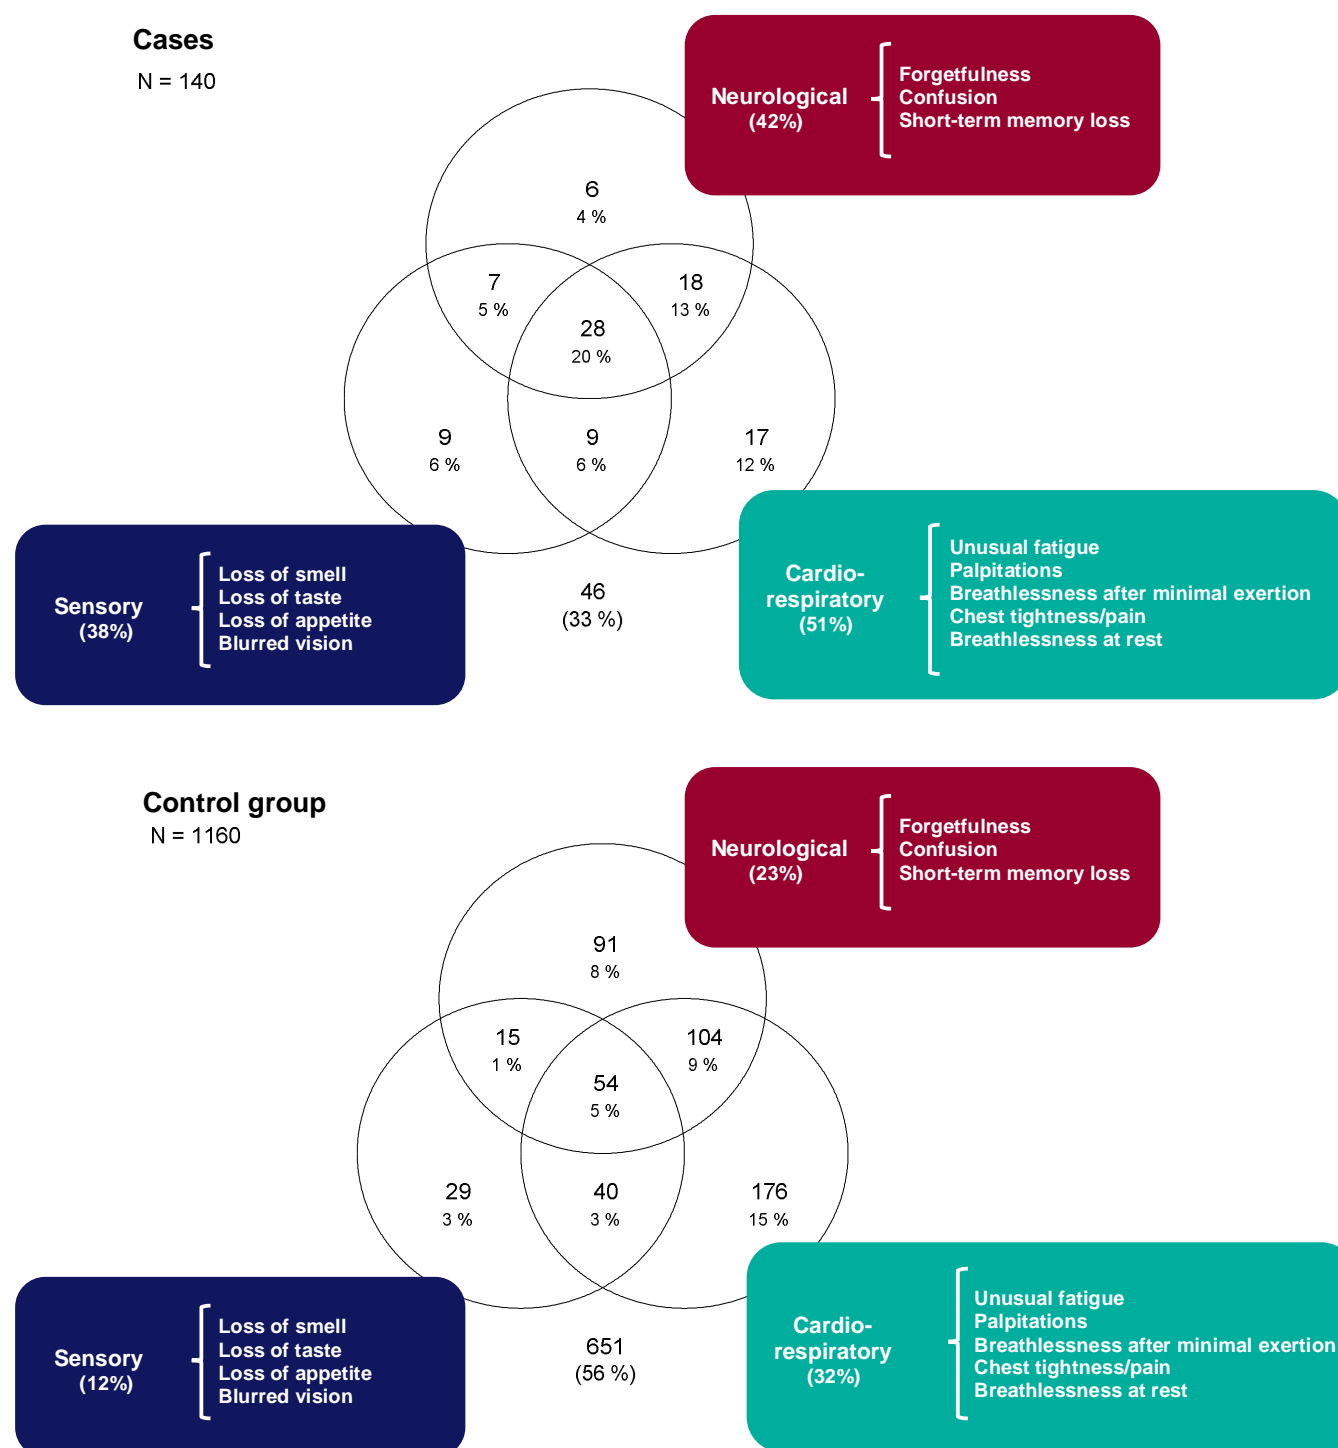 Cases
N = 140
Neurological
(42%)
Forgetfulness
Confusion
Short-term memory loss
6
4 %
7
5 %
18
13 %
28
20 %
9
6 %
9
6 %
17
12 %
Sensory
(38%)
Loss of smell
Loss of taste
Loss of appetite
Blurred vision
46
(33 %)
Cardio-
respiratory
(51%)
Unusual fatigue
Palpitations
Breathlessness after minimal exertion
Chest tightness/pain
Breathlessness at rest
Control group
N = 1160
Neurological
(23%)
Forgetfulness
Confusion
Short-term memory loss
91
8 %
15
1 %
104
9 %
54
5 %
29
3 %
40
3 %
176
15 %
Sensory
(12%)
Loss of smell
Loss of taste
Loss of appetite
Blurred vision
651
(56 %)
Cardio-
respiratory
(32%)
Unusual fatigue
Palpitations
Breathlessness after minimal exertion
Chest tightness/pain
Breathlessness at rest